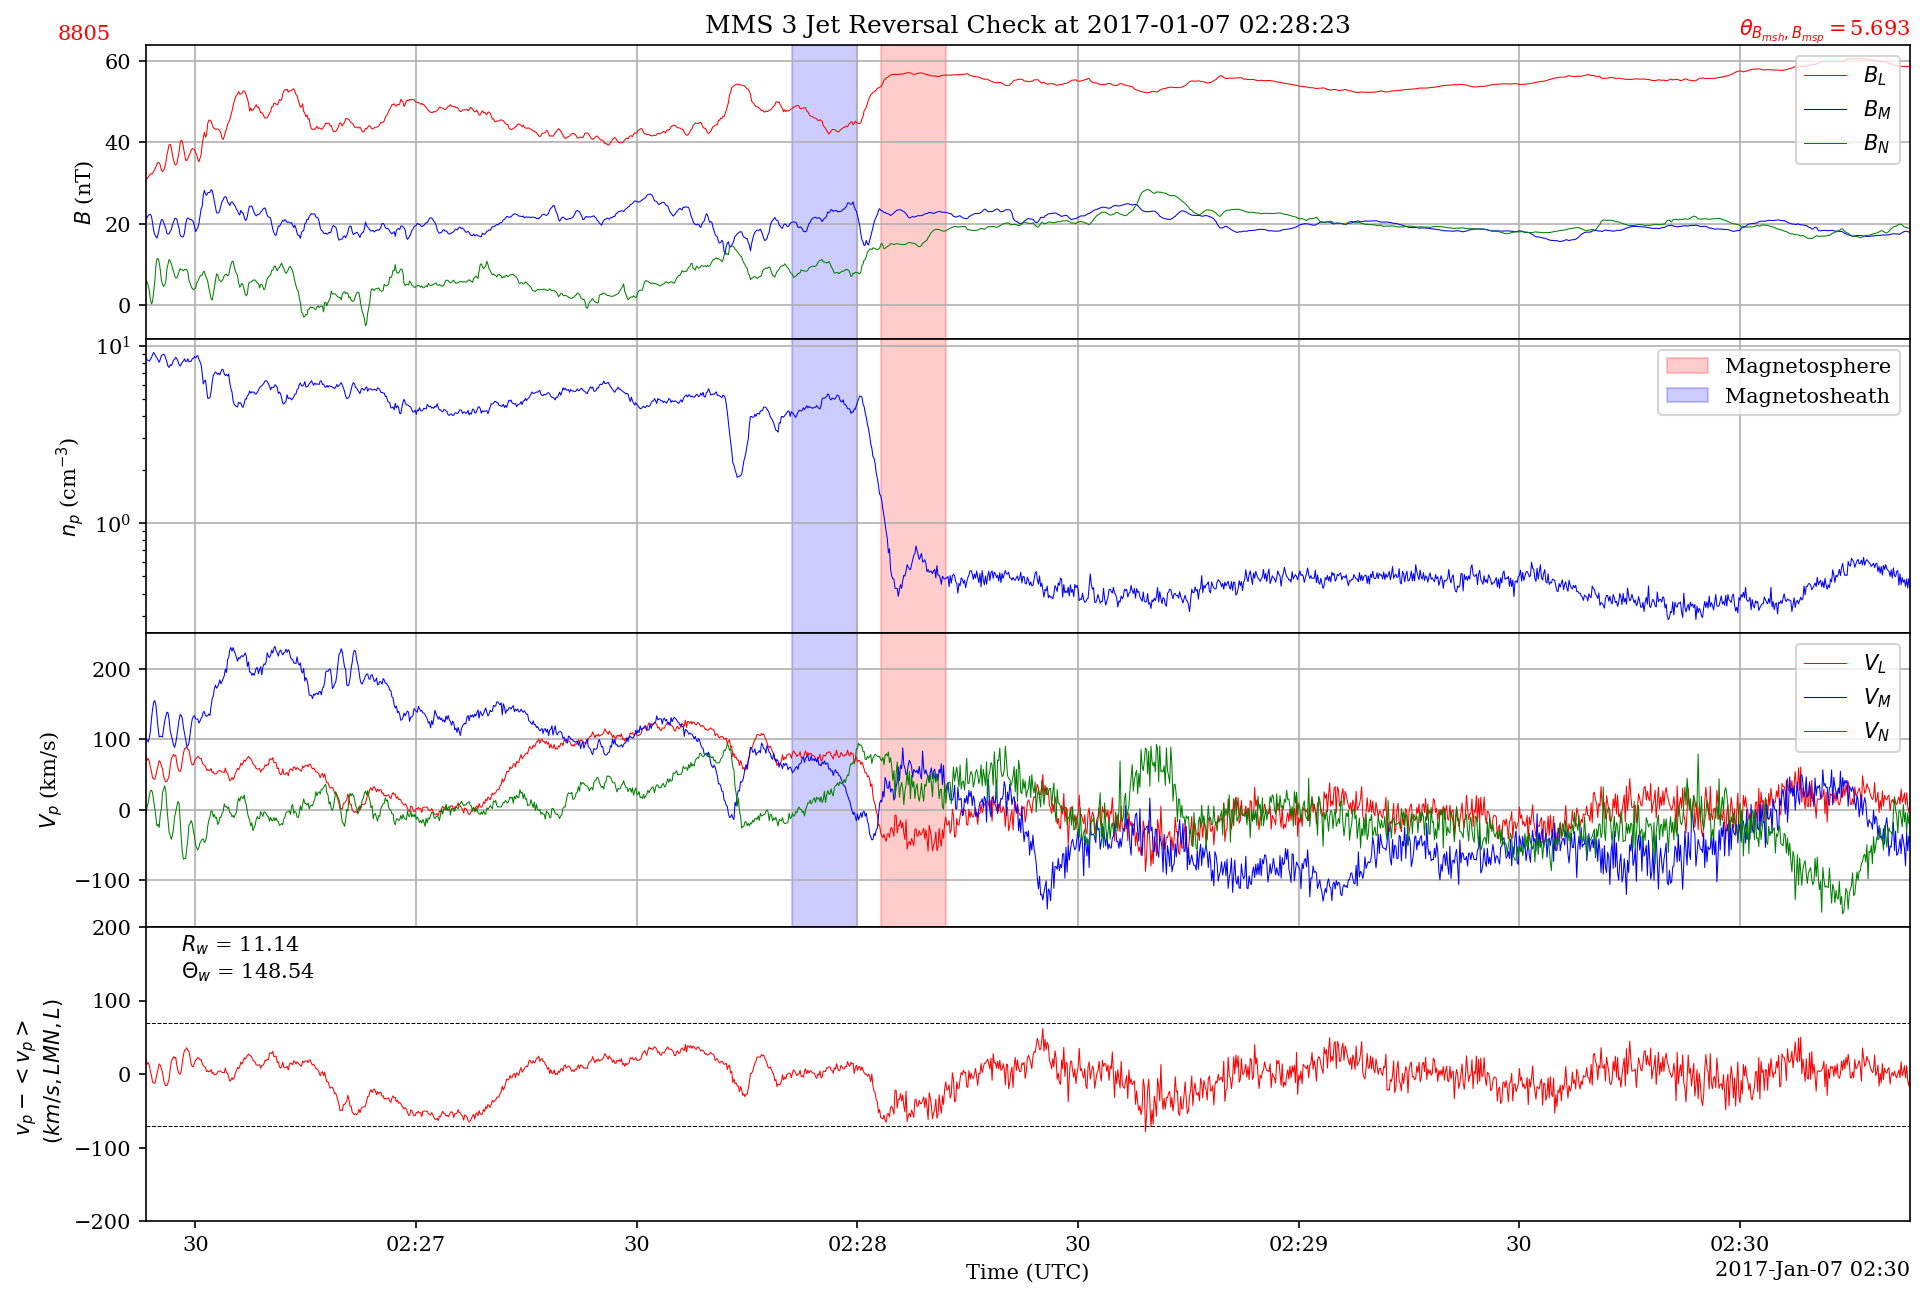 MMS 3 Jet Reversal Check at 2017-01-07 02:28:23
8805
θ_{B_{msh}, B_{msp}} = 5.693
60
40
20
0
B (nT)
B_L
B_M
B_N
10^1
10^0
n_p (cm^{−3})
Magnetosphere
Magnetosheath
200
100
0
−100
V_p (km/s)
V_L
V_M
V_N
200
100
0
−100
−200
v_p − < v_p >
(km/s, LMN, L)
R_w = 11.14
Θ_w = 148.54
30
02:27
30
02:28
30
02:29
30
02:30
Time (UTC)
2017-Jan-07 02:30